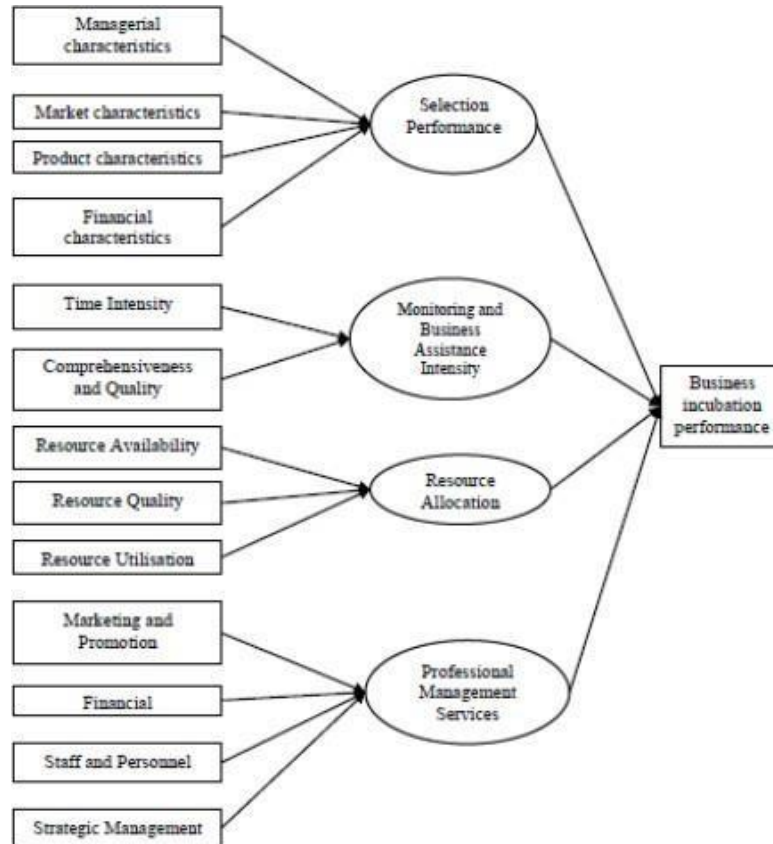 Managerial
characteristics
Market characteristics
Product characteristics
Financial
characteristics
Time Intensity
Comprehensiveness
and Quality
Resource Availability
Resource Quality
Resource Utilisation
Marketing and
Promotion
Financial
Staff and Personnel
Strategic Management
Selection
Performance
Monitoring and
Business
Assistance
Intensity
Resource
Allocation
Professional
Management
Services
Business
incubation
performance